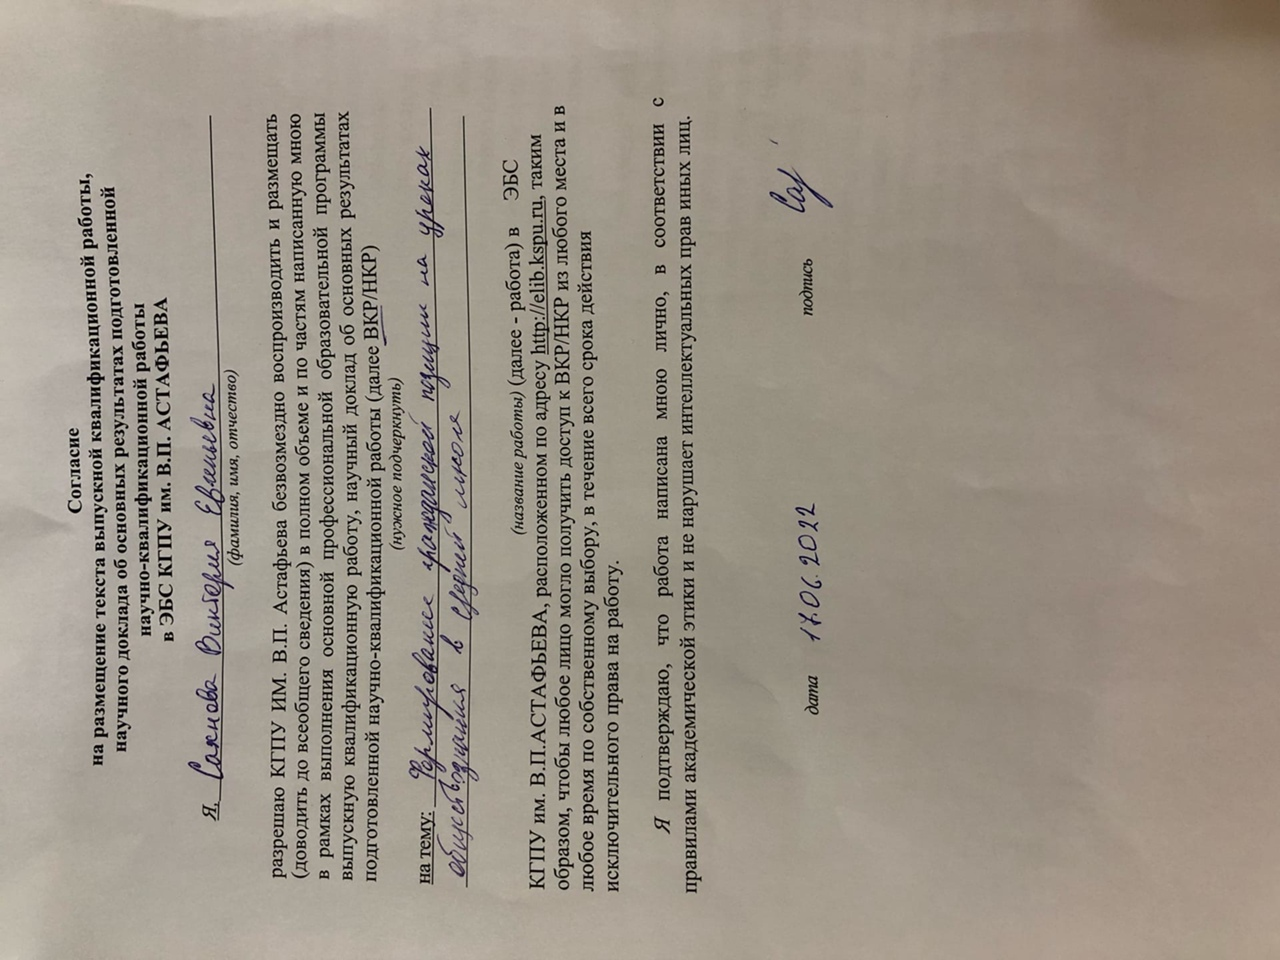 Согласие
на размещение текста выпускной квалификационной работы,
научного доклада об основных результатах подготовленной
научно-квалификационной работы
в ЭБС КГПУ им. В.П. АСТАФЬЕВА
Я, Сахнова Виктория Евгеньевна
(фамилия, имя, отчество)
разрешаю КГПУ ИМ. В.П. Астафьева безвозмездно воспроизводить и размещать
(доводить до всеобщего сведения) в полном объеме и по частям написанную мною
в рамках выполнения основной профессиональной образовательной программы
выпускную квалификационную работу, научный доклад об основных результатах
подготовленной научно-квалификационной работы (далее ВКР/НКР)
(нужное подчеркнуть)
на тему: Формирование гражданской позиции на уроках
обществознания в средней школе
(название работы) (далее - работа) в ЭБС
КГПУ им. В.П.АСТАФЬЕВА, расположенном по адресу http://elib.kspu.ru, таким
образом, чтобы любое лицо могло получить доступ к ВКР/НКР из любого места и в
любое время по собственному выбору, в течение всего срока действия
исключительного права на работу.
Я подтверждаю, что работа написана мною лично, в соответствии с
правилами академической этики и не нарушает интеллектуальных прав иных лиц.
дата 17.06.2022 подпись